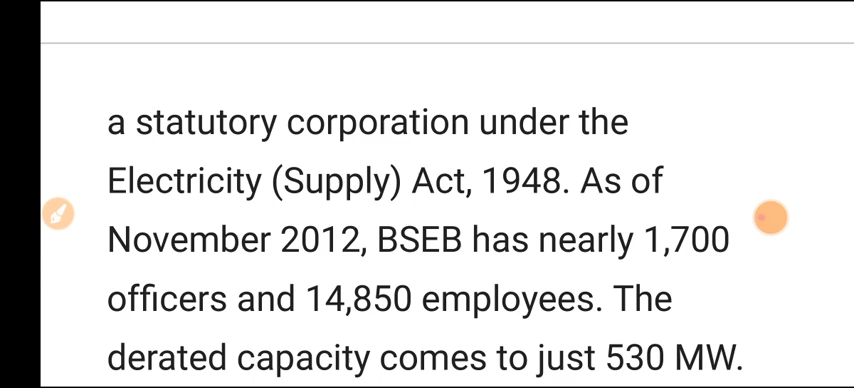 a statutory corporation under the
Electricity (Supply) Act, 1948. As of
November 2012, BSEB has nearly 1,700
officers and 14,850 employees. The
derated capacity comes to just 530 MW.